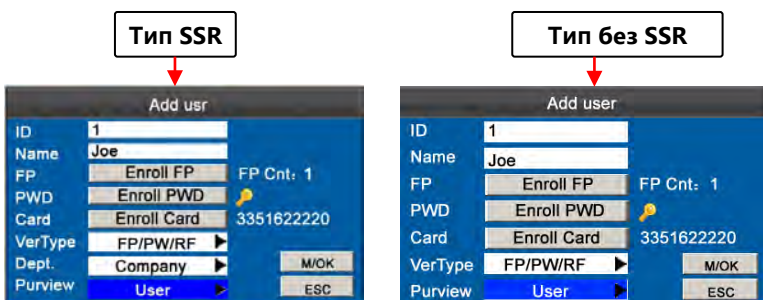 Тип SSR
Add usr
ID 1
Name Joe
FP Enroll FP FP Cnt: 1
PWD Enroll PWD
Card Enroll Card 3351622220
VerType FP/PW/RF
Dept. Company M/OK
Purview User ESC
Тип без SSR
Add user
ID 1
Name Joe
FP Enroll FP FP Cnt: 1
PWD Enroll PWD
Card Enroll Card 3351622220
VerType FP/PW/RF M/OK
Purview User ESC